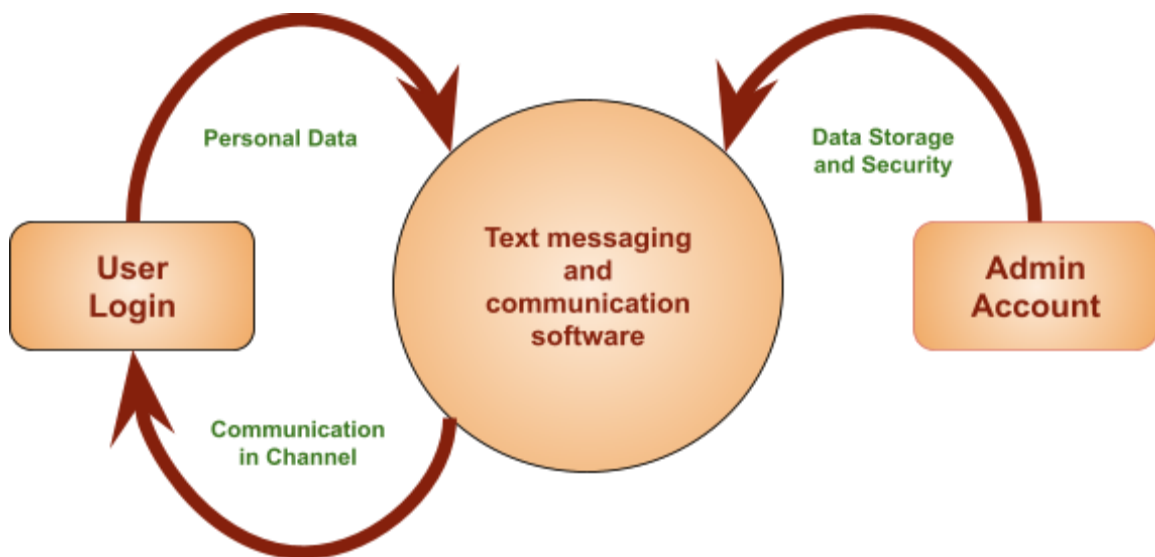 Personal Data
Data Storage
and Security
User
Login
Text messaging
and
communication
software
Admin
Account
Communication
in Channel